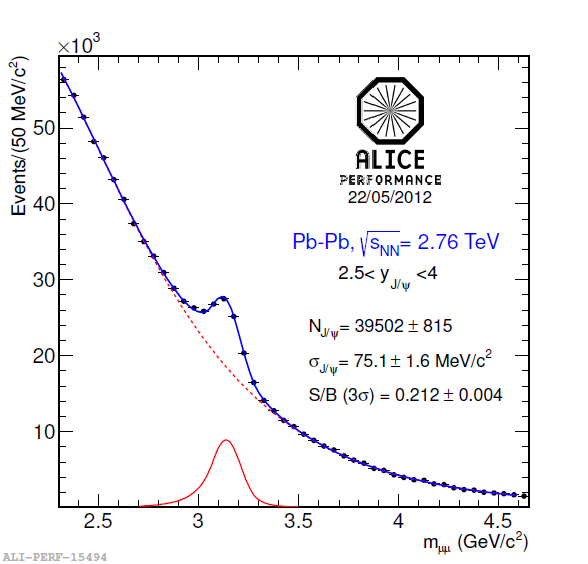 ×10³
Events/(50 MeV/c²)
50
40
30
20
10
ALICE
PERFORMANCE
22/05/2012
Pb-Pb, √sNN= 2.76 TeV
2.5< y J/ψ <4
NJ/ψ= 39502 ± 815
σJ/ψ= 75.1 ± 1.6 MeV/c²
S/B (3σ) = 0.212 ± 0.004
2.5 3 3.5 4 4.5
mμμ (GeV/c²)
ALI-PERF-15494